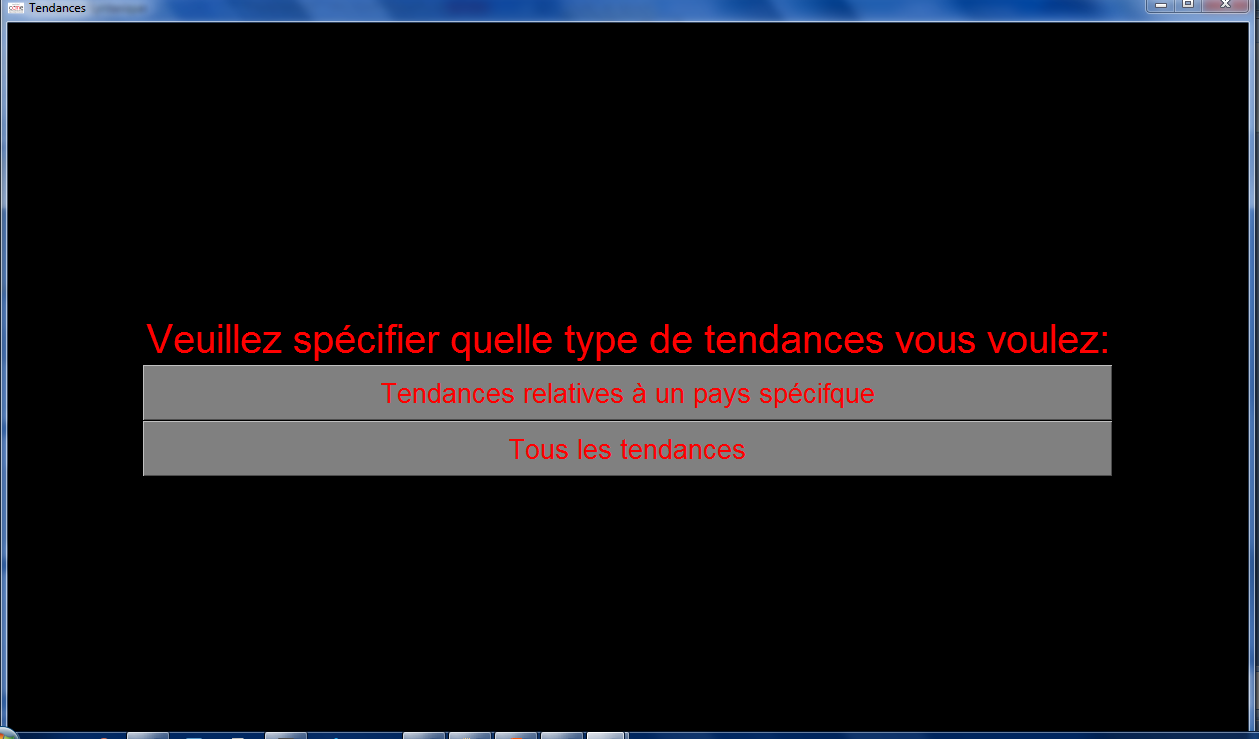 Tendances
Veuillez spécifier quelle type de tendances vous voulez:
Tendances relatives à un pays spécifque
Tous les tendances